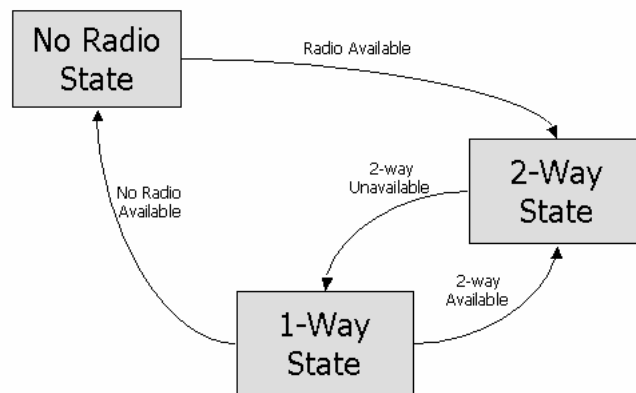 No Radio
State
Radio Available
2-way
Unavailable
2-Way
State
No Radio
Available
2-way
Available
1-Way
State